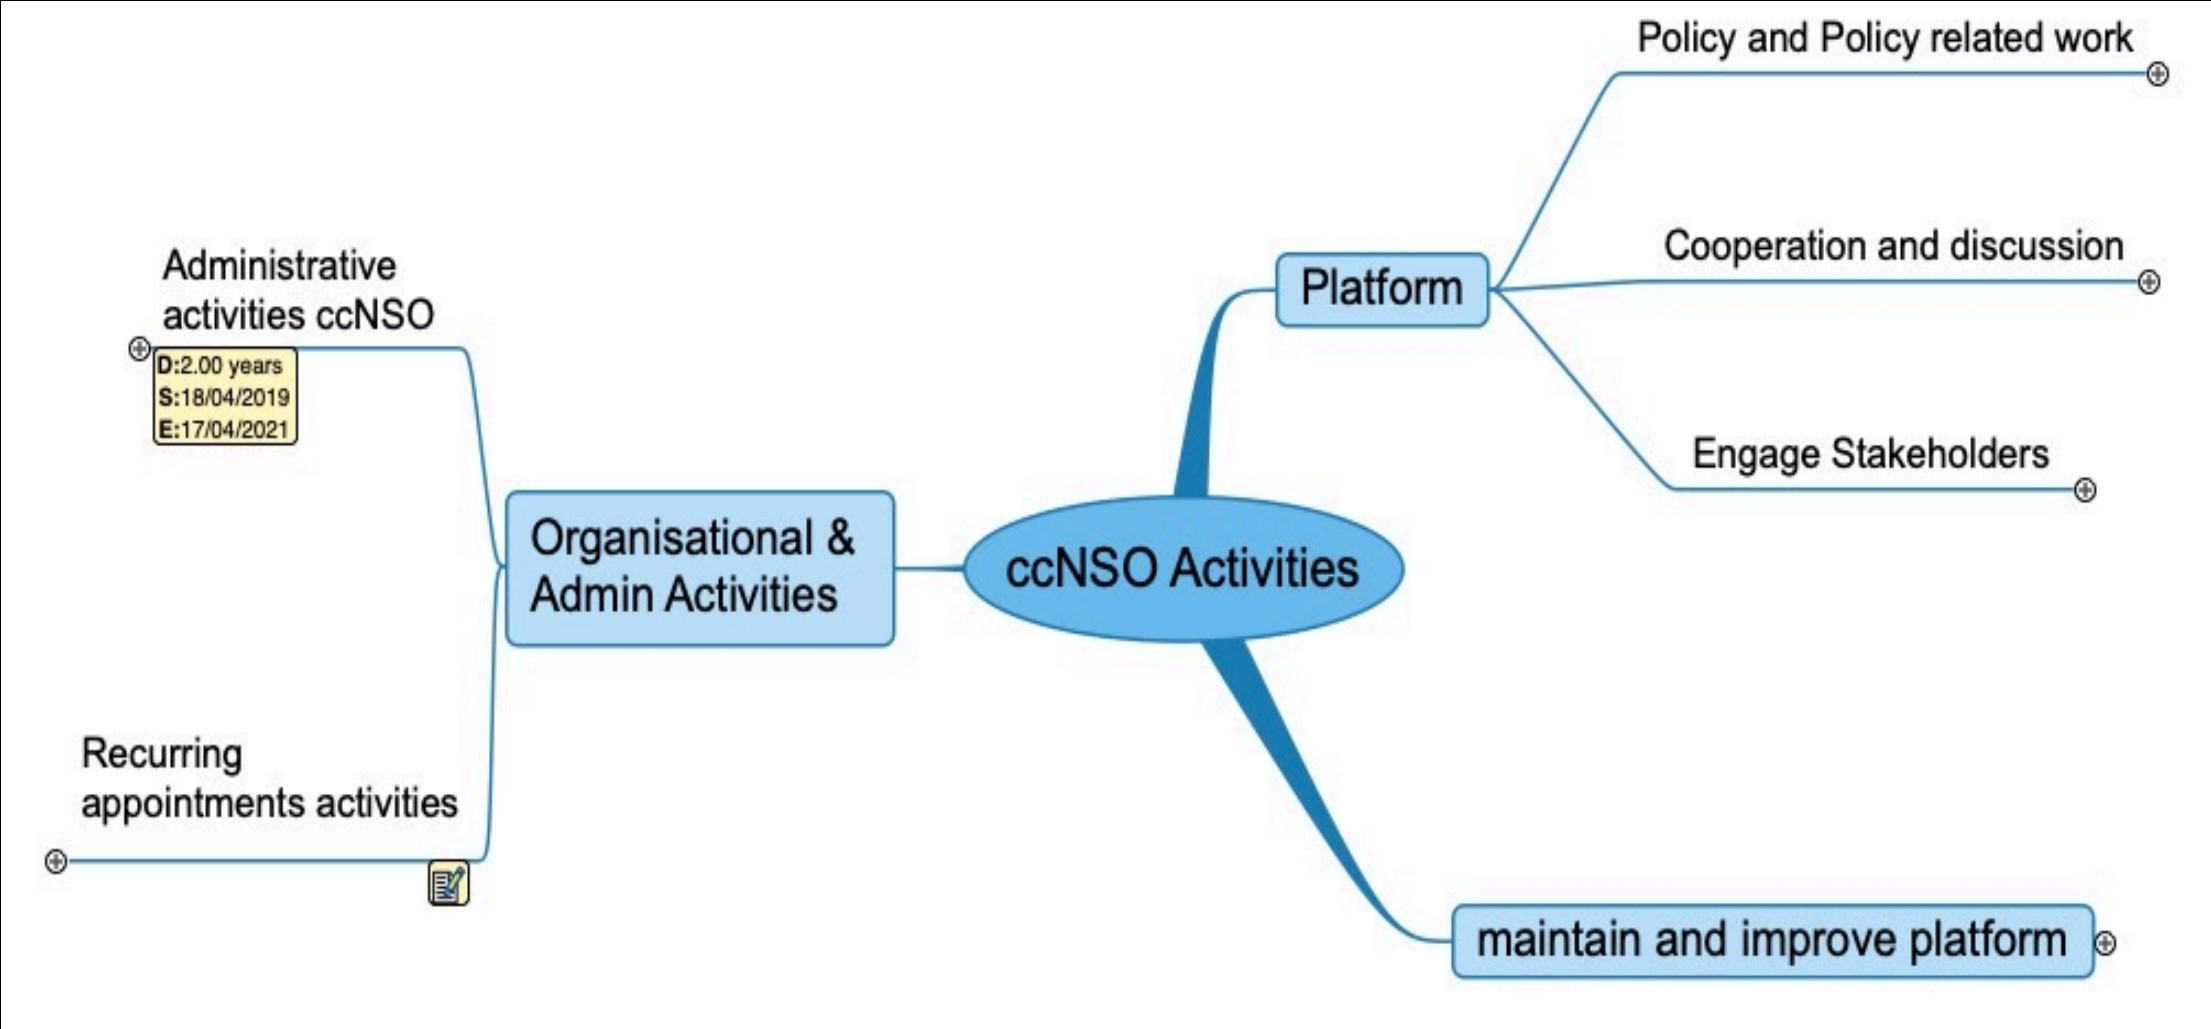 Policy and Policy related work
Cooperation and discussion
Engage Stakeholders
Platform
Administrative
activities ccNSO
D:2.00 years
S:18/04/2019
E:17/04/2021
Organisational &
Admin Activities
ccNSO Activities
Recurring
appointments activities
maintain and improve platform